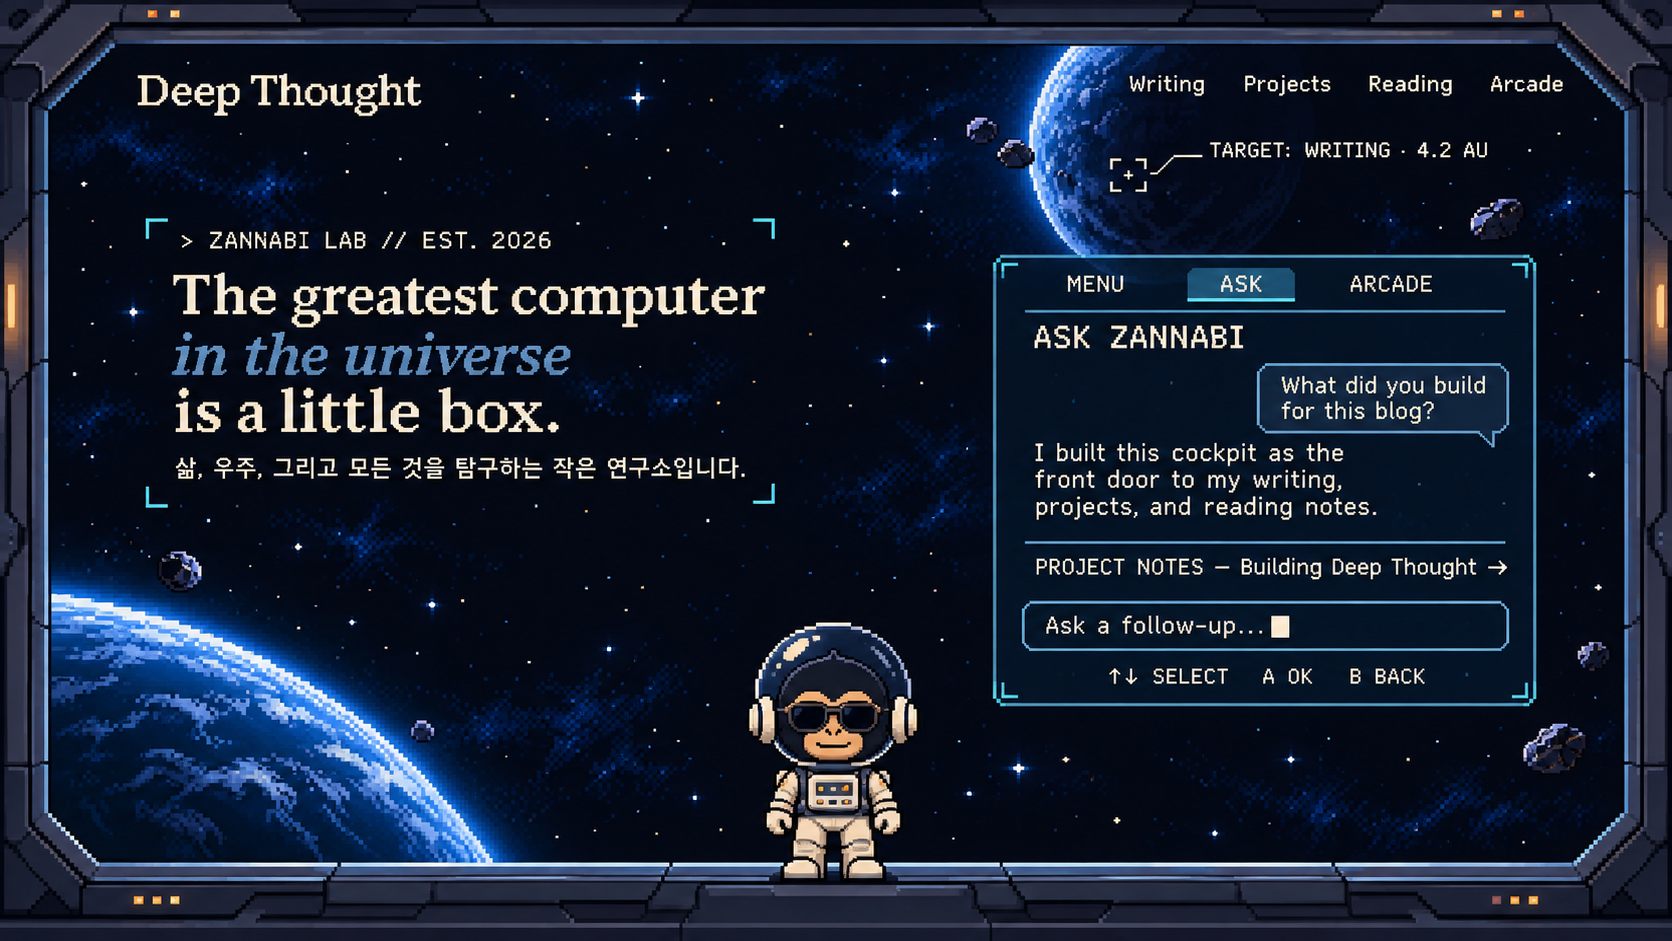 Deep Thought
Writing Projects Reading Arcade
TARGET: WRITING · 4.2 AU
> ZANNABI LAB // EST. 2026
The greatest computer
in the universe
is a little box.
삶, 우주, 그리고 모든 것을 탐구하는 작은 연구소입니다.
MENU ASK ARCADE
ASK ZANNABI
What did you build
for this blog?
I built this cockpit as the
front door to my writing,
projects, and reading notes.
PROJECT NOTES — Building Deep Thought →
Ask a follow-up...
↑↓ SELECT A OK B BACK